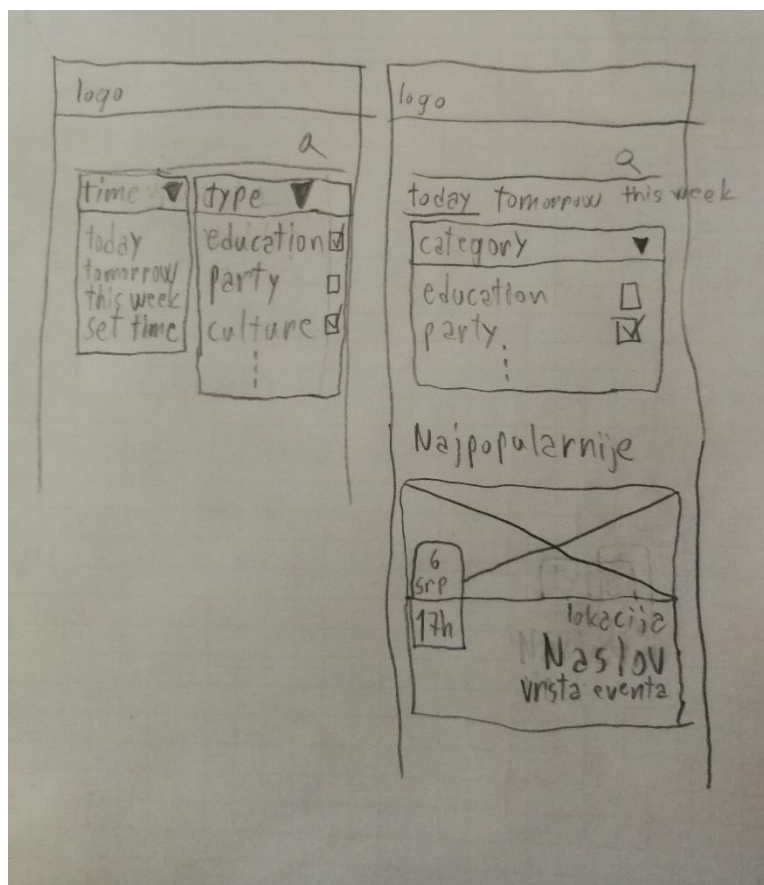 logo
time
type
today
tomorrow
this week
set time
education
party
culture
logo
today tomorrow this week
category
education
party
Najpopularnije
6
srp
17h
lokacija
Naslov
vrsta eventa